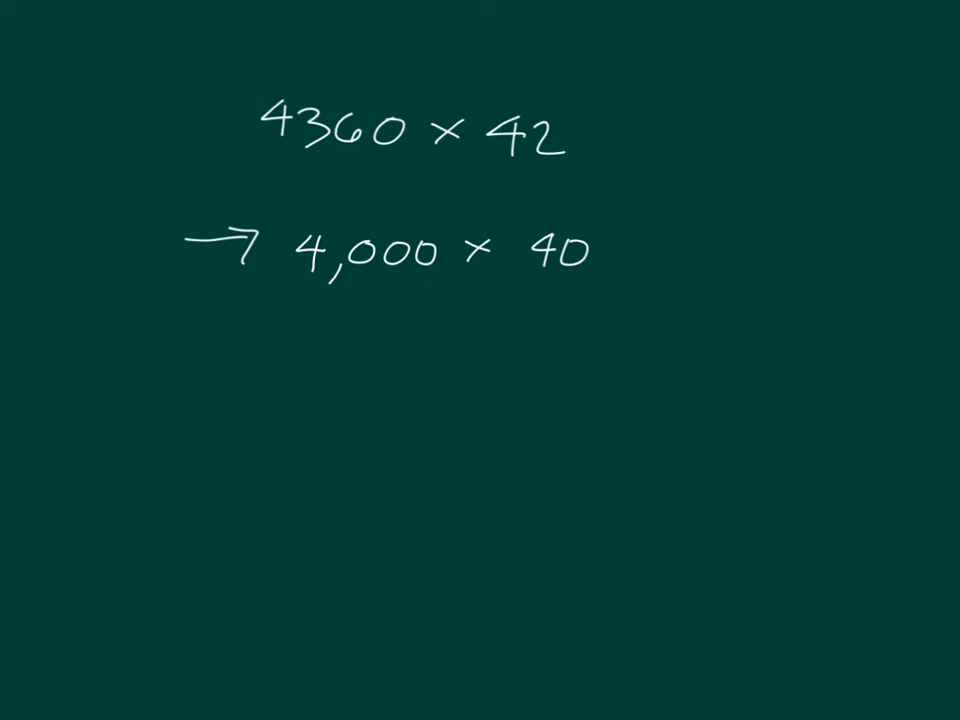 4360 × 42
→ 4,000 × 40